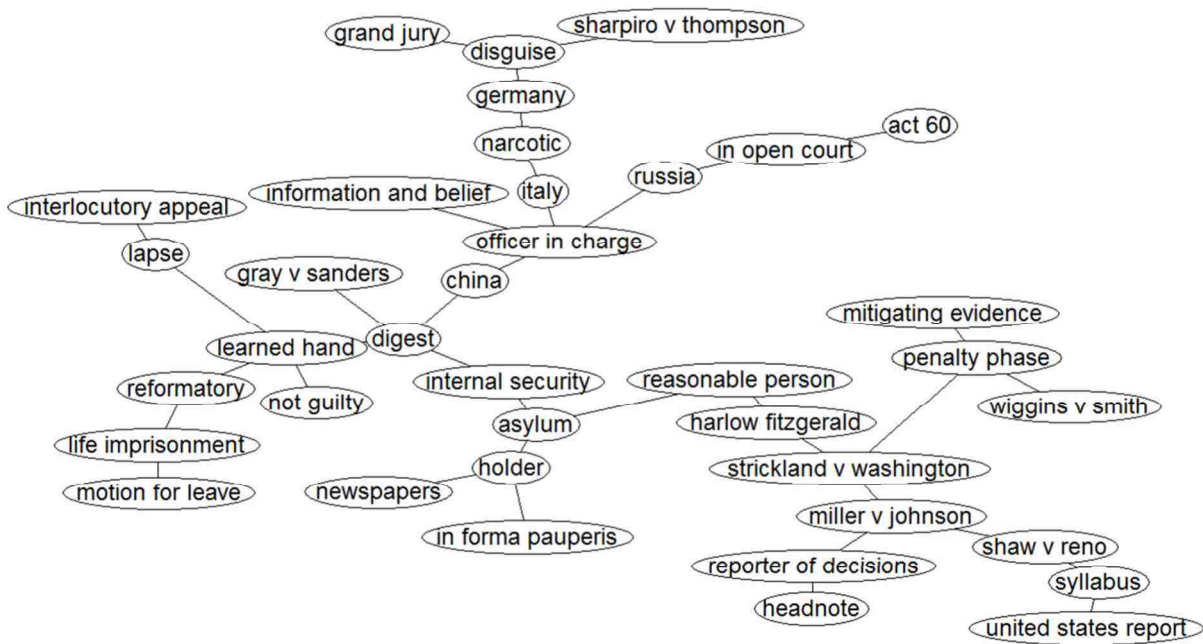 sharpiro v thompson
grand jury
disguise
germany
act 60
narcotic
in open court
russia
information and belief
italy
interlocutory appeal
officer in charge
lapse
gray v sanders
china
mitigating evidence
digest
learned hand
penalty phase
internal security
reasonable person
reformatory
not guilty
wiggins v smith
asylum
harlow fitzgerald
life imprisonment
holder
strickland v washington
newspapers
motion for leave
miller v johnson
in forma pauperis
shaw v reno
reporter of decisions
syllabus
headnote
united states report